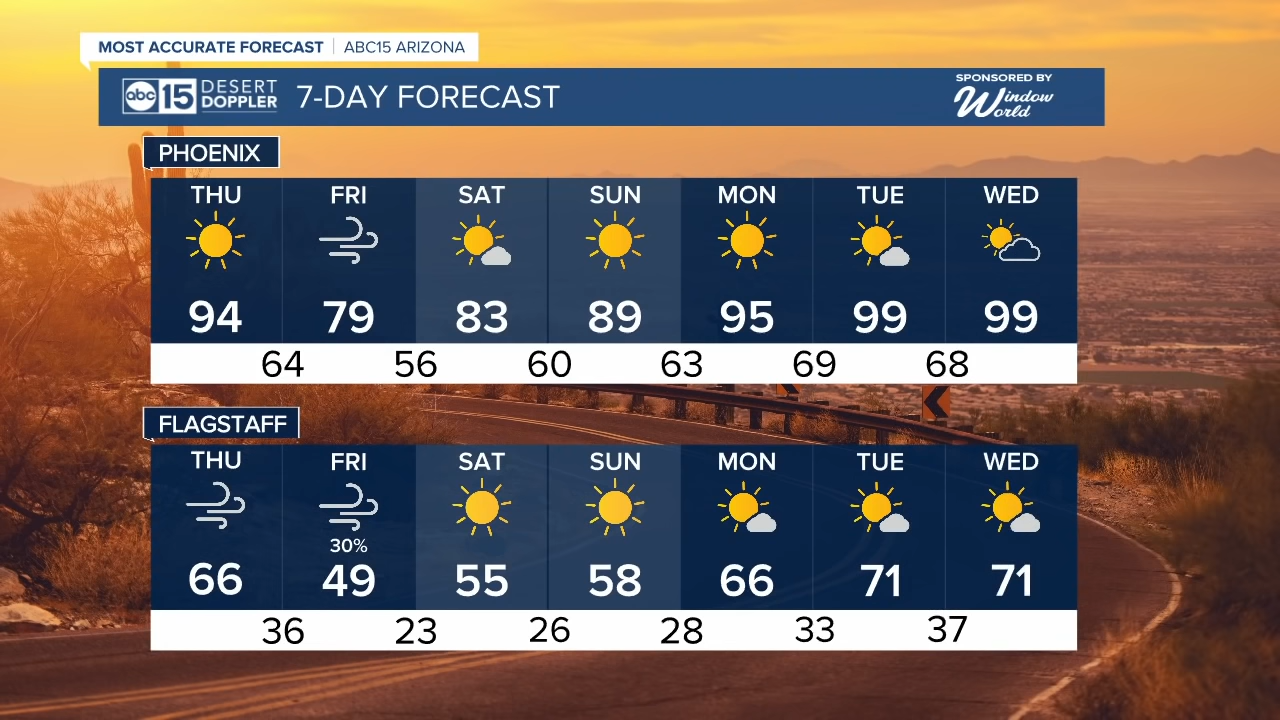 MOST ACCURATE FORECAST | ABC15 ARIZONA
abc 15 DESERT DOPPLER 7-DAY FORECAST
SPONSORED BY
Window World
PHOENIX
THU FRI SAT SUN MON TUE WED
94 79 83 89 95 99 99
64 56 60 63 69 68
FLAGSTAFF
THU FRI SAT SUN MON TUE WED
30%
66 49 55 58 66 71 71
36 23 26 28 33 37